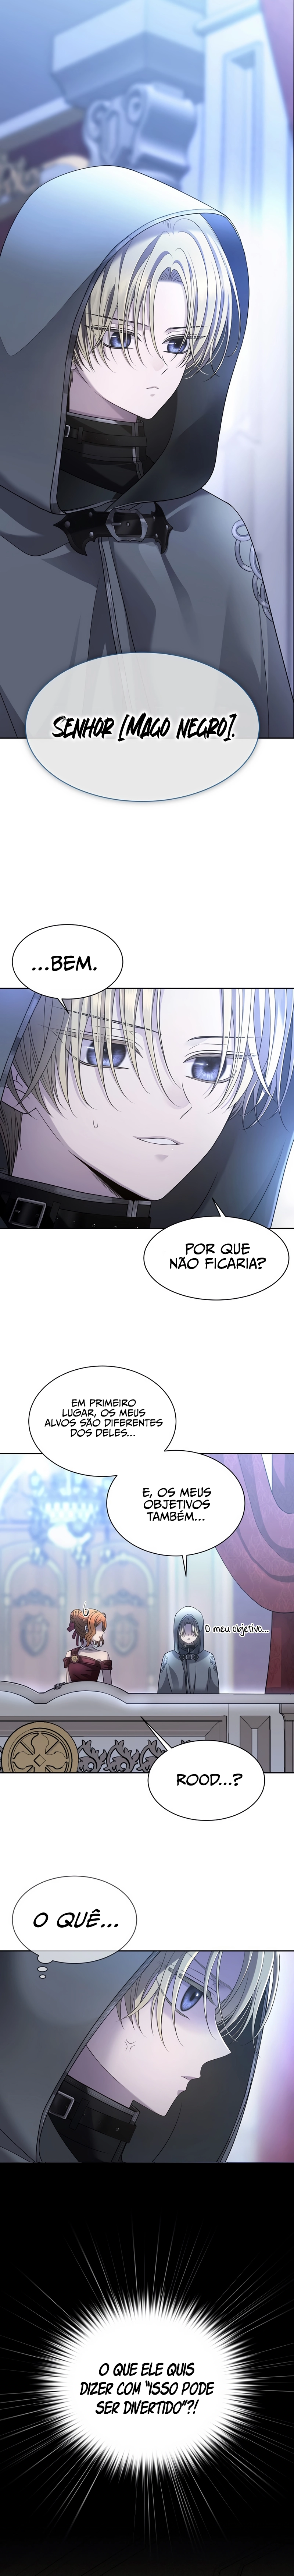 SENHOR [MAGO NEGRO].
...BEM.
POR QUE
NÃO FICARIA?
EM PRIMEIRO
LUGAR, OS MEUS
ALVOS SÃO DIFERENTES
DOS DELES...
E, OS MEUS
OBJETIVOS
TAMBÉM...
O meu objetivo...
ROOD...?
O QUÊ...
O QUE ELE QUIS
DIZER COM “ISSO PODE
SER DIVERTIDO”?!